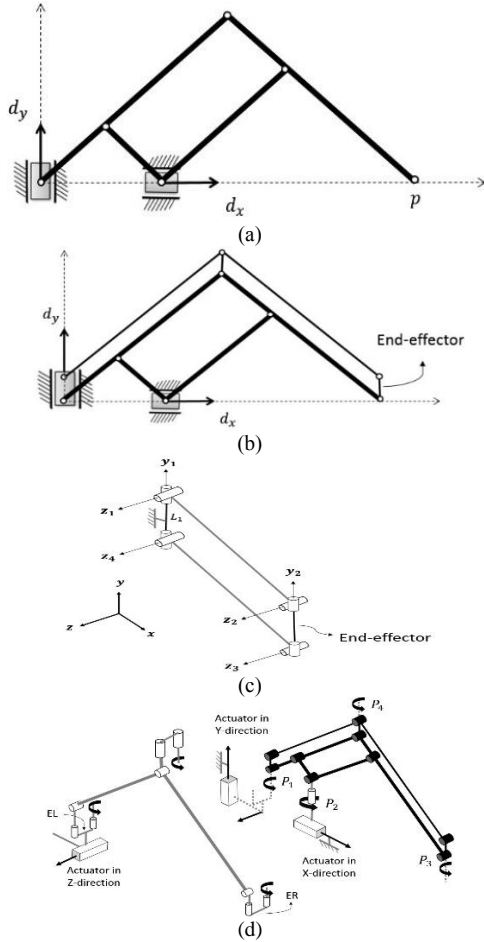 d_y
d_x
p
(a)
d_y
End-effector
d_x
(b)
y_1
z_1
L_1
z_4
y_2
y
z_2
z
x
End-effector
z_3
(c)
P_4
Actuator in
Y-direction
EL
P_1
P_2
Actuator in
Z-direction
Actuator in
X-direction
P_3
ER
(d)